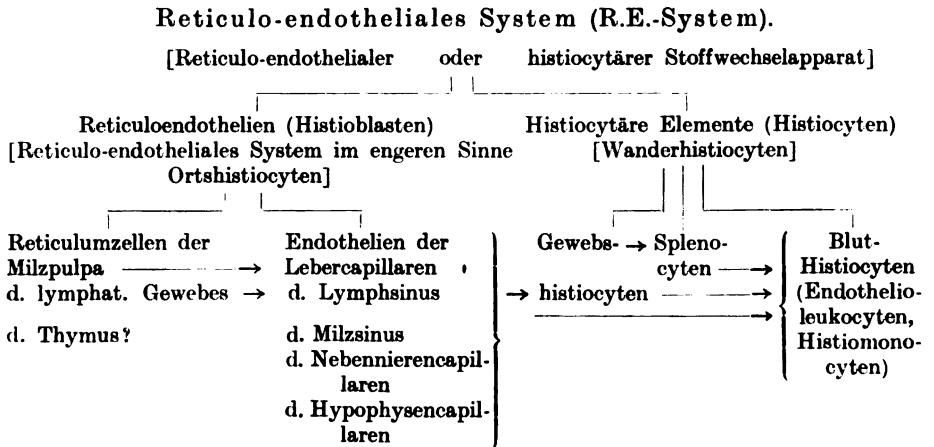 Reticulo-endotheliales System (R.E.-System).
[Reticulo-endothelialer oder histiocytärer Stoffwechselapparat]
Reticuloendothelien (Histioblasten)
[Reticulo-endotheliales System im engeren Sinne
Ortshistiocyten]
Histiocytäre Elemente (Histiocyten)
[Wanderhistiocyten]
Reticulumzellen der
Milzpulpa →
d. lymphat. Gewebes →
d. Thymus?
Endothelien der
Lebercapillaren
d. Lymphsinus
d. Milzsinus
d. Nebennierencapil-
laren
d. Hypophysencapil-
laren
Gewebs- → Spleno-
cyten →
→ histiocyten →
→
Blut-
Histiocyten
(Endothelio-
leukocyten,
Histiomono-
cyten)